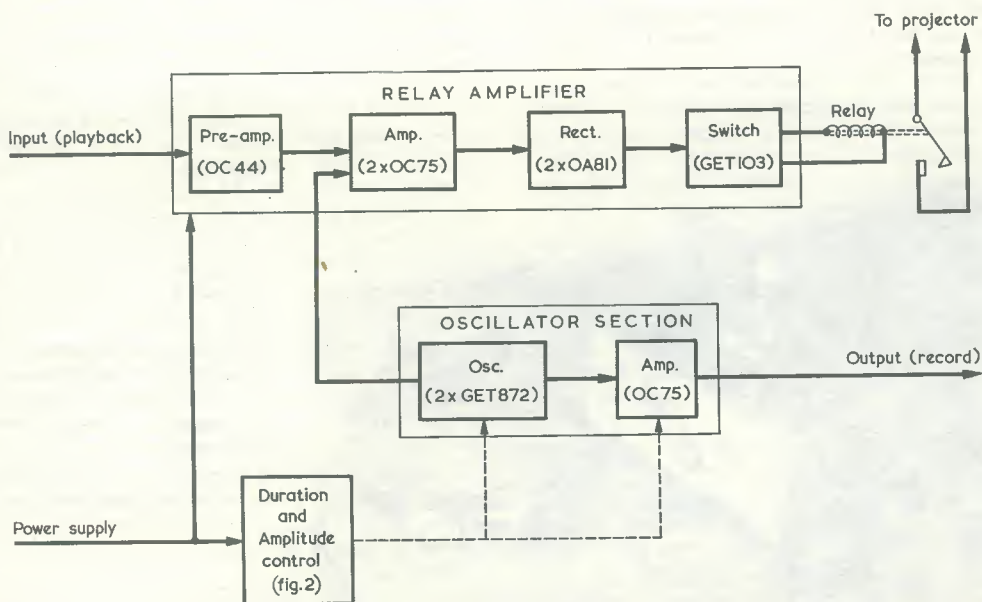 To projector
RELAY AMPLIFIER
Relay
Input (playback)
Pre-amp.
(OC44)
Amp.
(2xOC75)
Rect.
(2xOA81)
Switch
(GET103)
OSCILLATOR SECTION
Osc.
(2xGET872)
Amp.
(OC75)
Output (record)
Power supply
Duration
and
Amplitude
control
(fig.2)